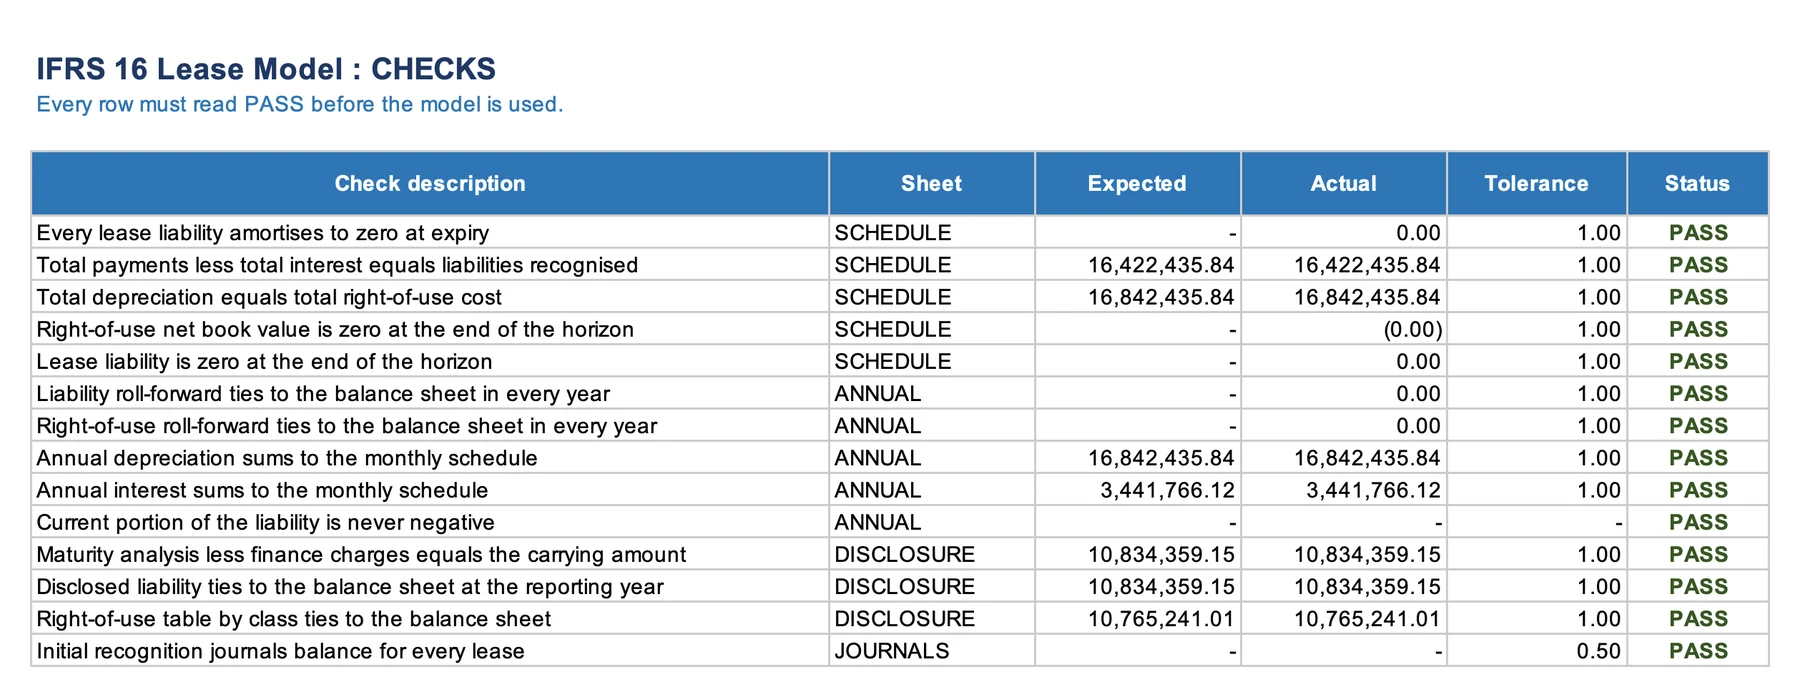 IFRS 16 Lease Model : CHECKS
Every row must read PASS before the model is used.
Check description Sheet Expected Actual Tolerance Status
Every lease liability amortises to zero at expiry SCHEDULE - 0.00 1.00 PASS
Total payments less total interest equals liabilities recognised SCHEDULE 16,422,435.84 16,422,435.84 1.00 PASS
Total depreciation equals total right-of-use cost SCHEDULE 16,842,435.84 16,842,435.84 1.00 PASS
Right-of-use net book value is zero at the end of the horizon SCHEDULE - (0.00) 1.00 PASS
Lease liability is zero at the end of the horizon SCHEDULE - 0.00 1.00 PASS
Liability roll-forward ties to the balance sheet in every year ANNUAL - 0.00 1.00 PASS
Right-of-use roll-forward ties to the balance sheet in every year ANNUAL - 0.00 1.00 PASS
Annual depreciation sums to the monthly schedule ANNUAL 16,842,435.84 16,842,435.84 1.00 PASS
Annual interest sums to the monthly schedule ANNUAL 3,441,766.12 3,441,766.12 1.00 PASS
Current portion of the liability is never negative ANNUAL - - - PASS
Maturity analysis less finance charges equals the carrying amount DISCLOSURE 10,834,359.15 10,834,359.15 1.00 PASS
Disclosed liability ties to the balance sheet at the reporting year DISCLOSURE 10,834,359.15 10,834,359.15 1.00 PASS
Right-of-use table by class ties to the balance sheet DISCLOSURE 10,765,241.01 10,765,241.01 1.00 PASS
Initial recognition journals balance for every lease JOURNALS - - 0.50 PASS